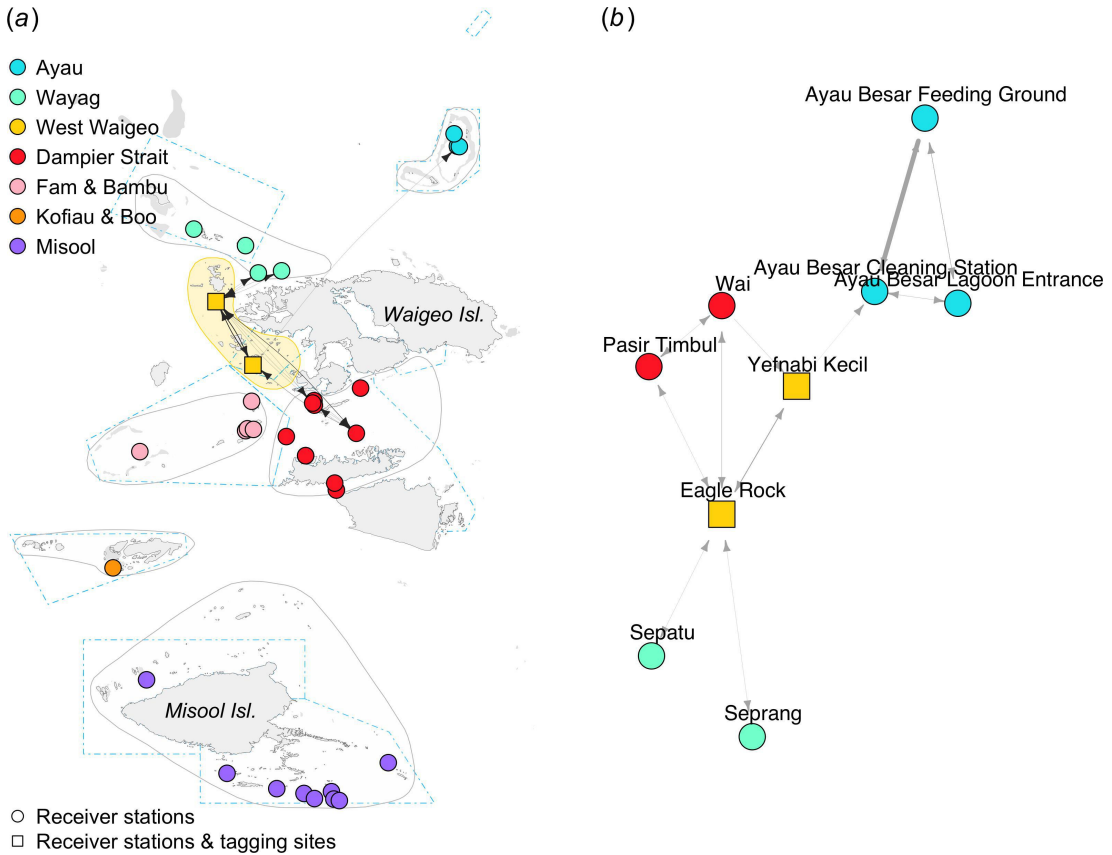 (a)
Ayau
Wayag
West Waigeo
Dampier Strait
Fam & Bambu
Kofiau & Boo
Misool
Waigeo Isl.
Misool Isl.
Receiver stations
Receiver stations & tagging sites
(b)
Ayau Besar Feeding Ground
Ayau Besar Cleaning Station
Ayau Besar Lagoon Entrance
Wai
Pasir Timbul
Yefnabi Kecil
Eagle Rock
Sepatu
Seprang